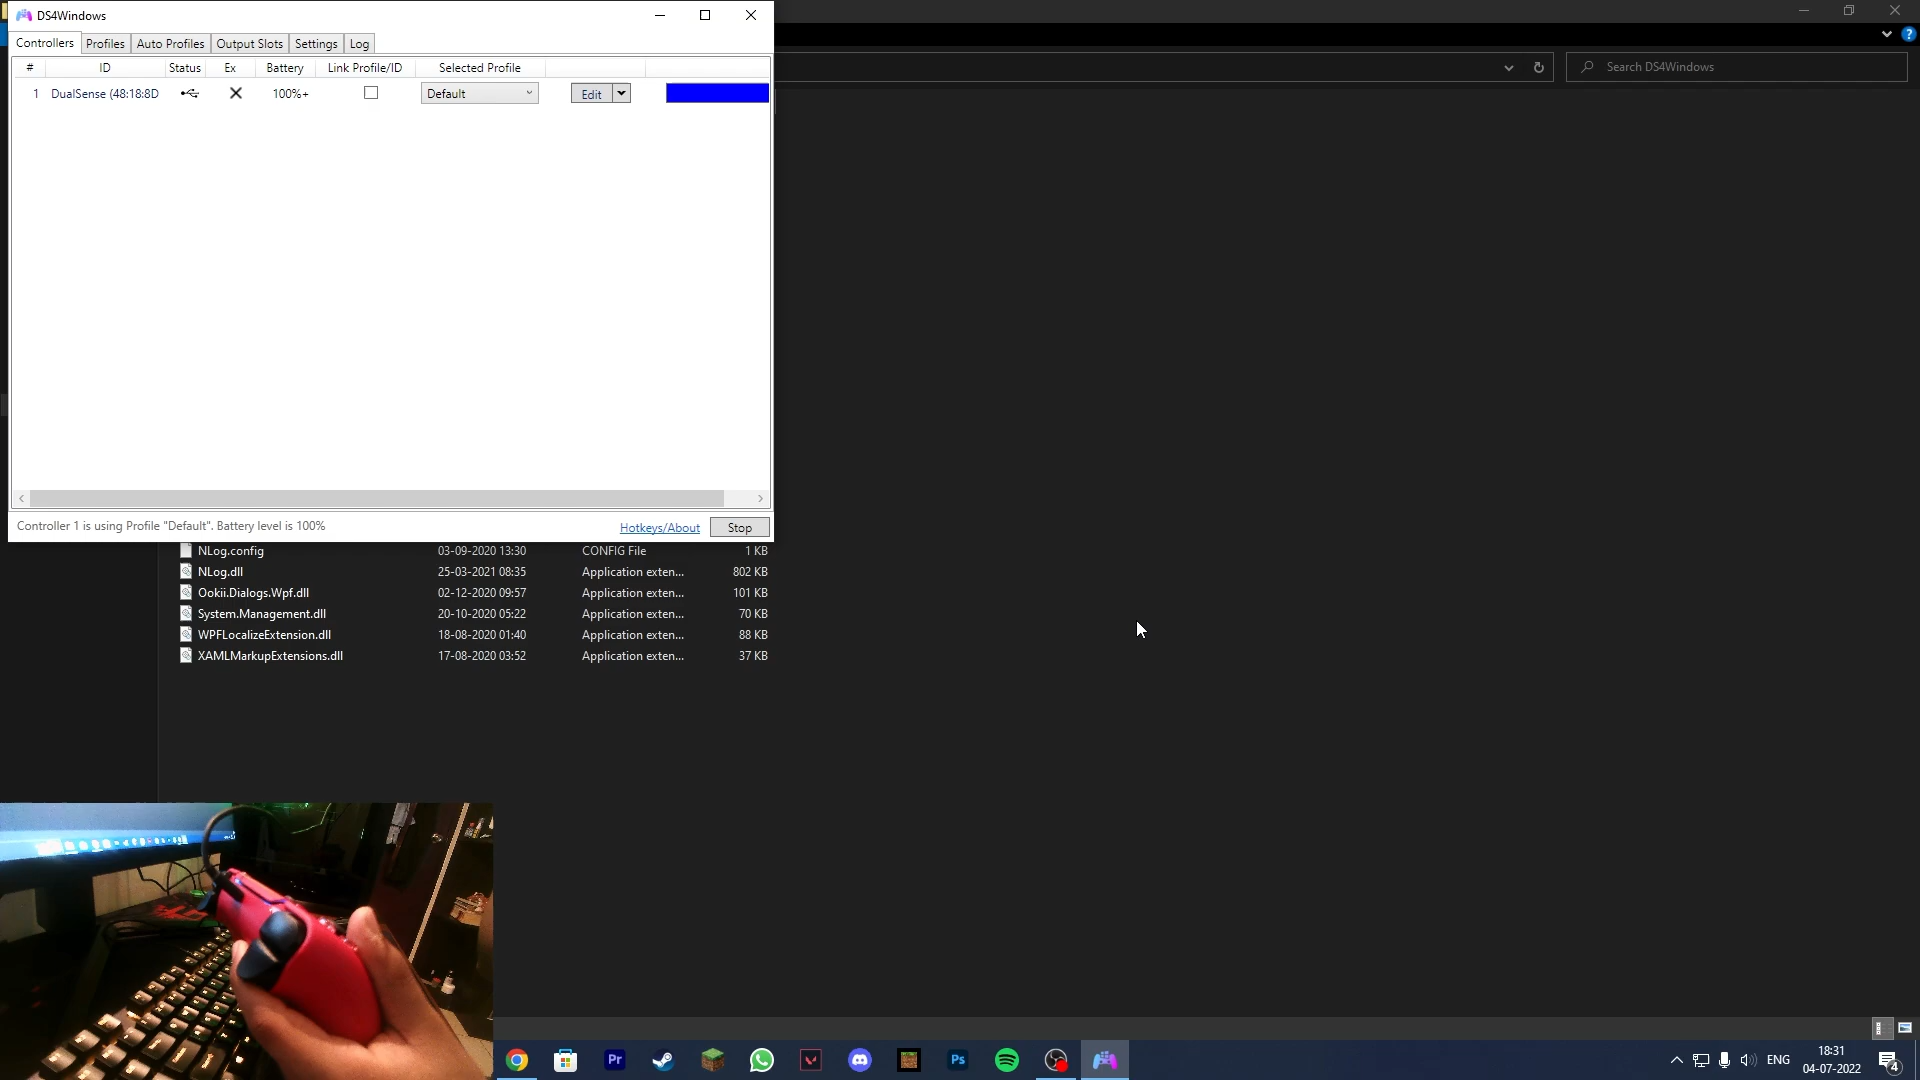 DS4Windows
Controllers Profiles Auto Profiles Output Slots Settings Log
# ID Status Ex Battery Link Profile/ID Selected Profile
1 DualSense (48:18:8D 100%+ Default Edit
Controller 1 is using Profile "Default". Battery level is 100%
Hotkeys/About Stop
Search DS4Windows
NLog.config 03-09-2020 13:30 CONFIG File 1 KB
NLog.dll 25-03-2021 08:35 Application exten... 802 KB
Ookii.Dialogs.Wpf.dll 02-12-2020 09:57 Application exten... 101 KB
System.Management.dll 20-10-2020 05:22 Application exten... 70 KB
WPFLocalizeExtension.dll 18-08-2020 01:40 Application exten... 88 KB
XAMLMarkupExtensions.dll 17-08-2020 03:52 Application exten... 37 KB
Pr
Ps
ENG
18:31
04-07-2022
4